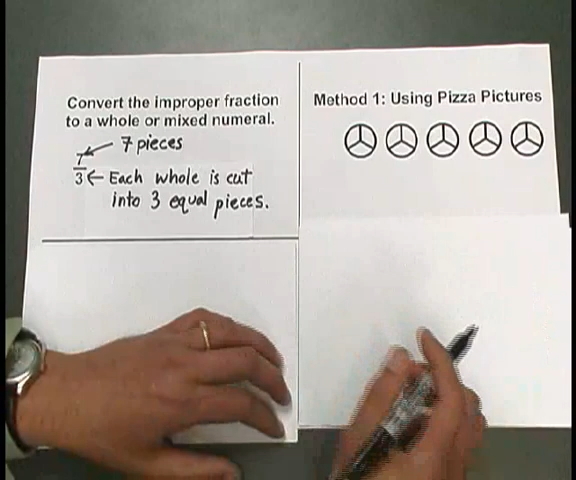 Convert the improper fraction
to a whole or mixed numeral.
7 pieces
7
3 ← Each whole is cut
into 3 equal pieces.
Method 1: Using Pizza Pictures